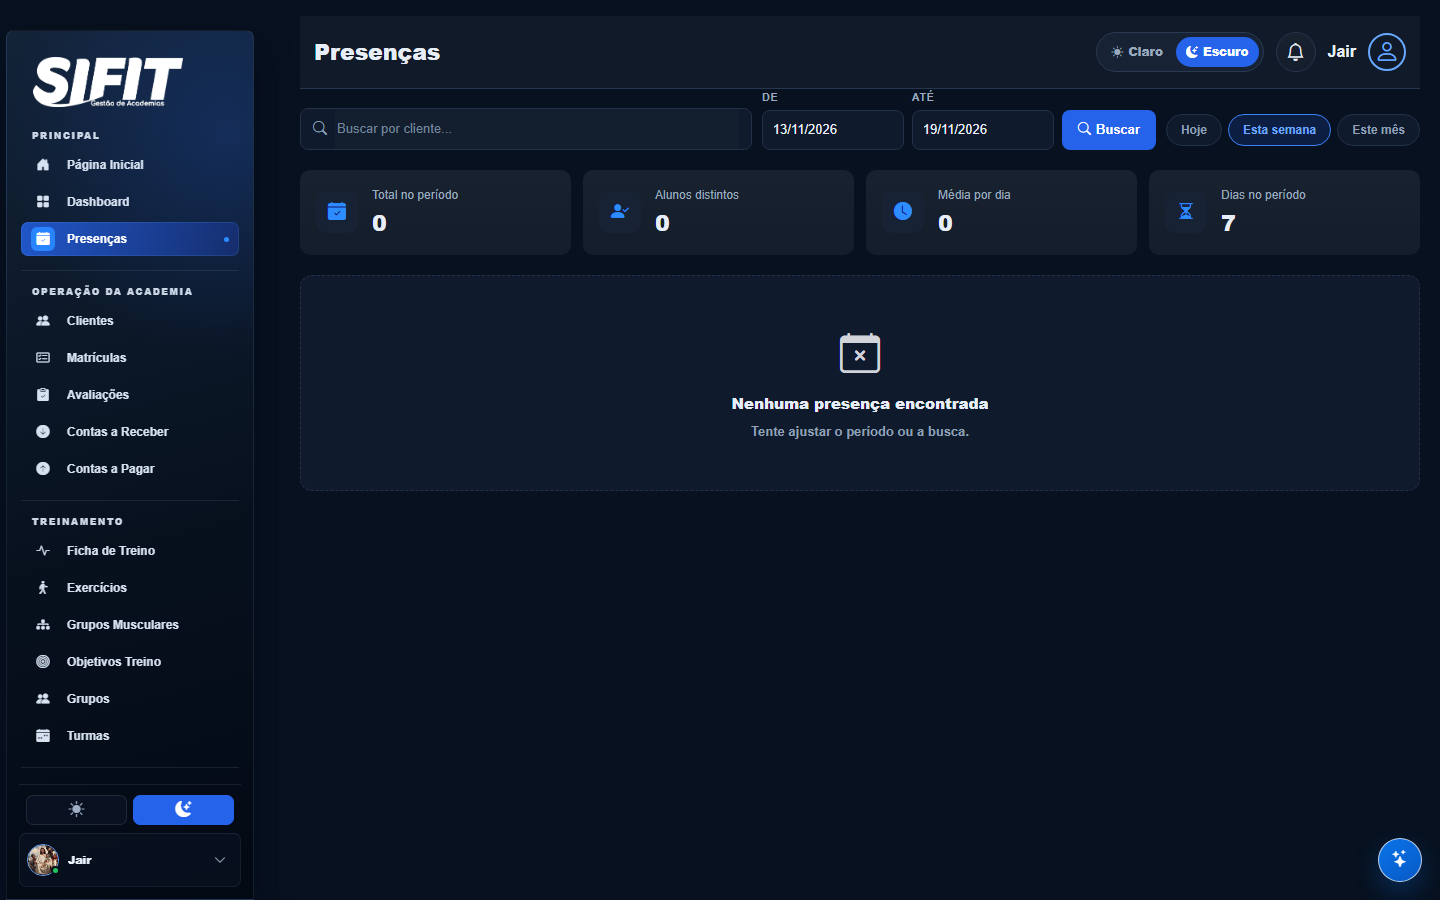 SIFIT
Gestão de Academias
PRINCIPAL
Página Inicial
Dashboard
Presenças
OPERAÇÃO DA ACADEMIA
Clientes
Matrículas
Avaliações
Contas a Receber
Contas a Pagar
TREINAMENTO
Ficha de Treino
Exercícios
Grupos Musculares
Objetivos Treino
Grupos
Turmas
Jair
Presenças
Claro
Escuro
Jair
Buscar por cliente...
DE
13/11/2026
ATÉ
19/11/2026
Buscar
Hoje
Esta semana
Este mês
Total no período
0
Alunos distintos
0
Média por dia
0
Dias no período
7
Nenhuma presença encontrada
Tente ajustar o período ou a busca.